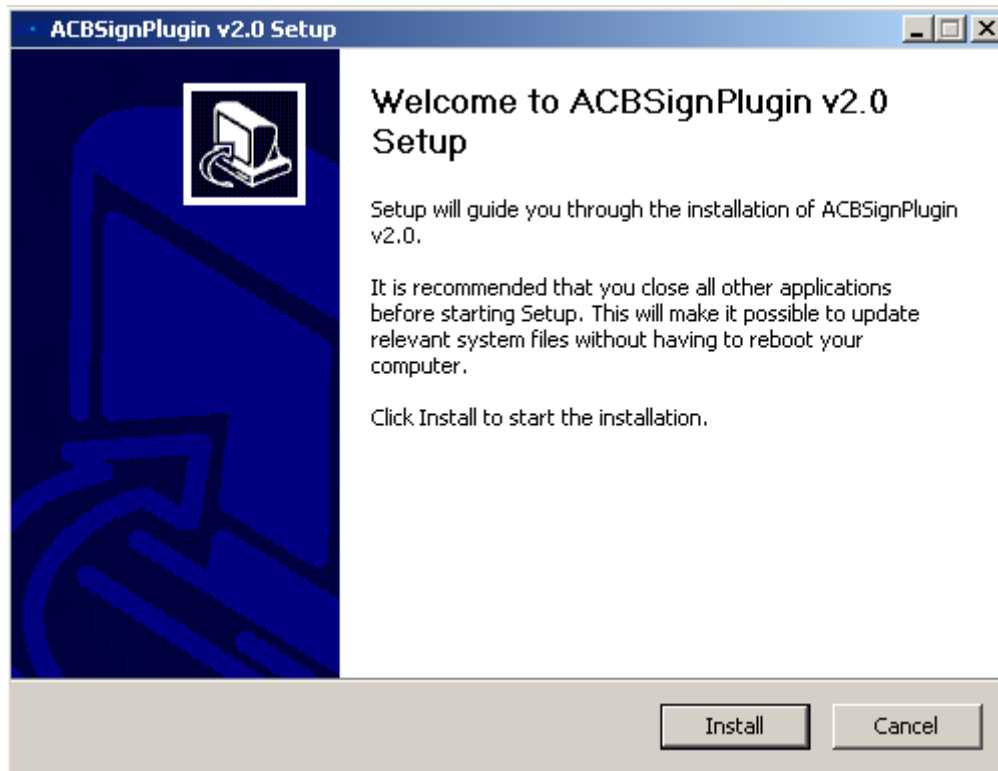 ACBSignPlugin v2.0 Setup
Welcome to ACBSignPlugin v2.0
Setup
Setup will guide you through the installation of ACBSignPlugin
v2.0.
It is recommended that you close all other applications
before starting Setup. This will make it possible to update
relevant system files without having to reboot your
computer.
Click Install to start the installation.
Install
Cancel